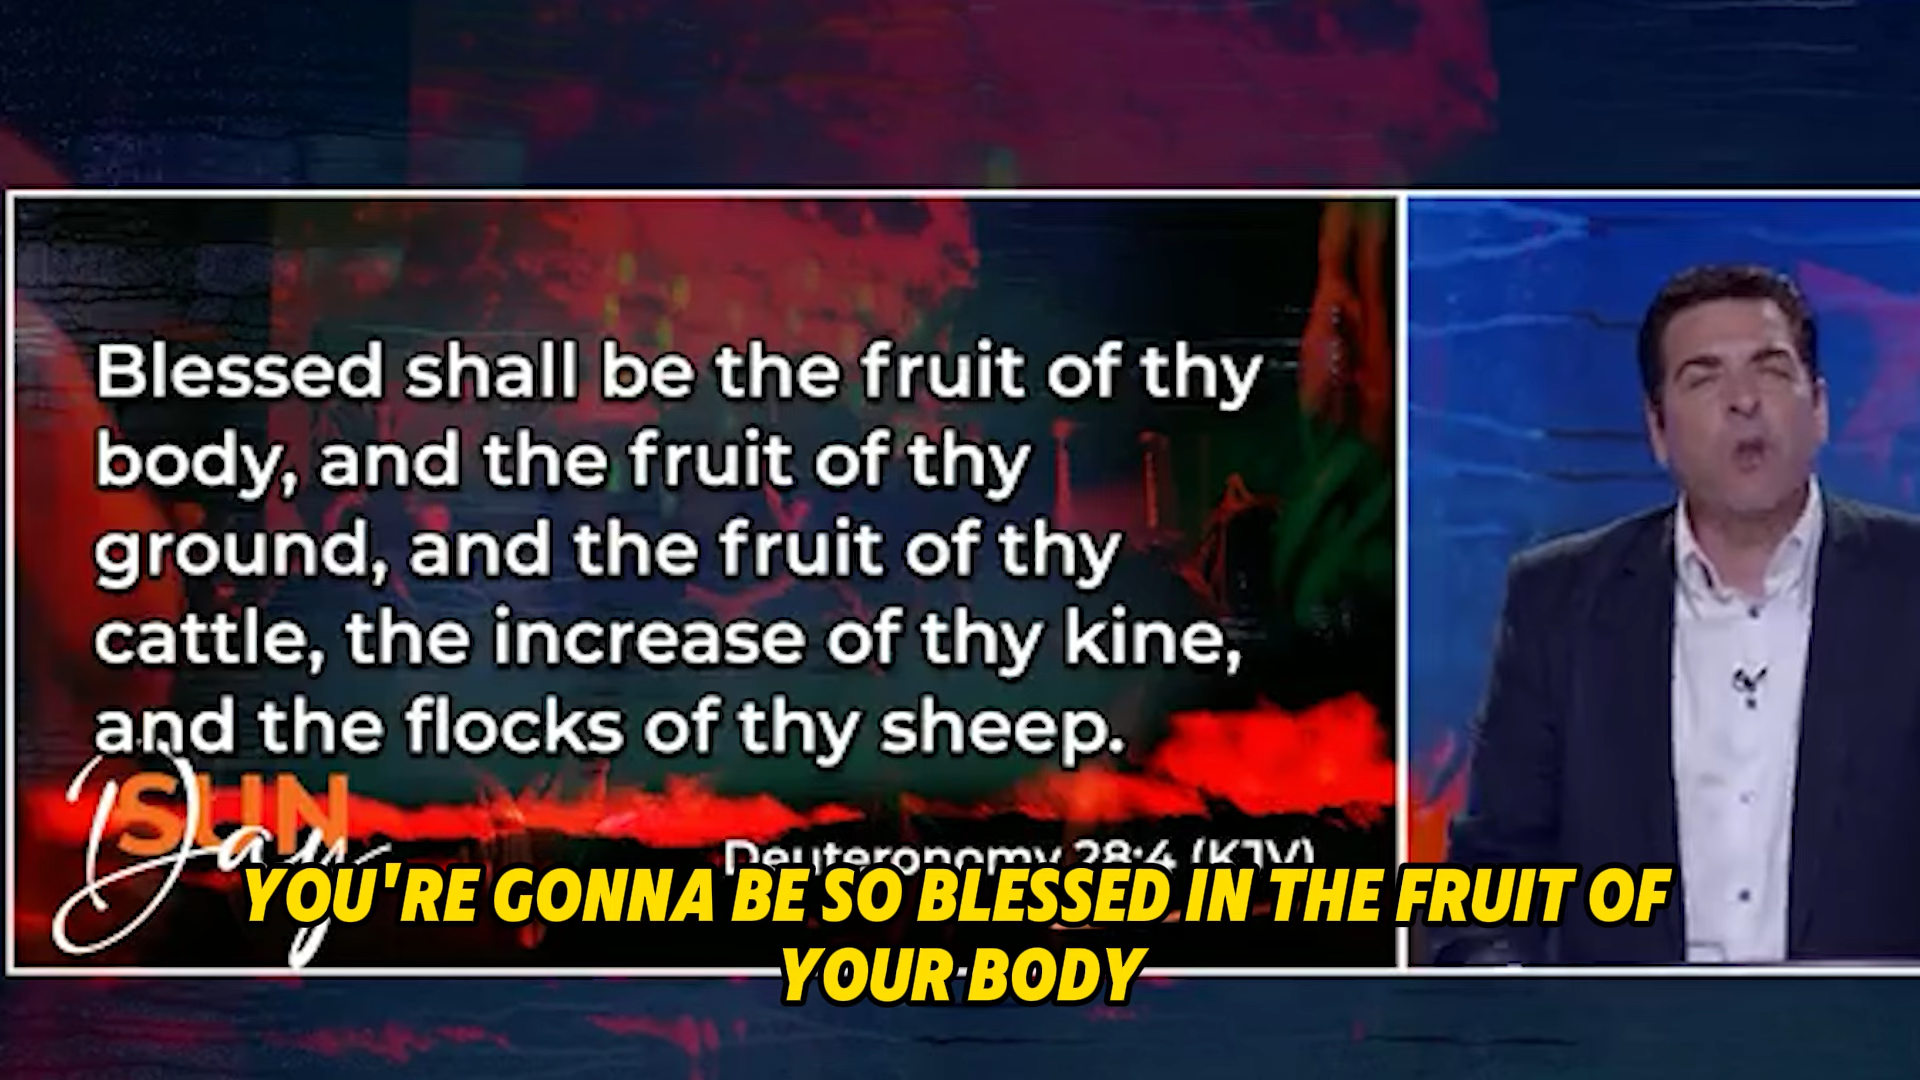 Blessed shall be the fruit of thy
body, and the fruit of thy
ground, and the fruit of thy
cattle, the increase of thy kine,
and the flocks of thy sheep.
SUN
Day
Deuteronomy 28:4 (KJV)
YOU'RE GONNA BE SO BLESSED IN THE FRUIT OF
YOUR BODY